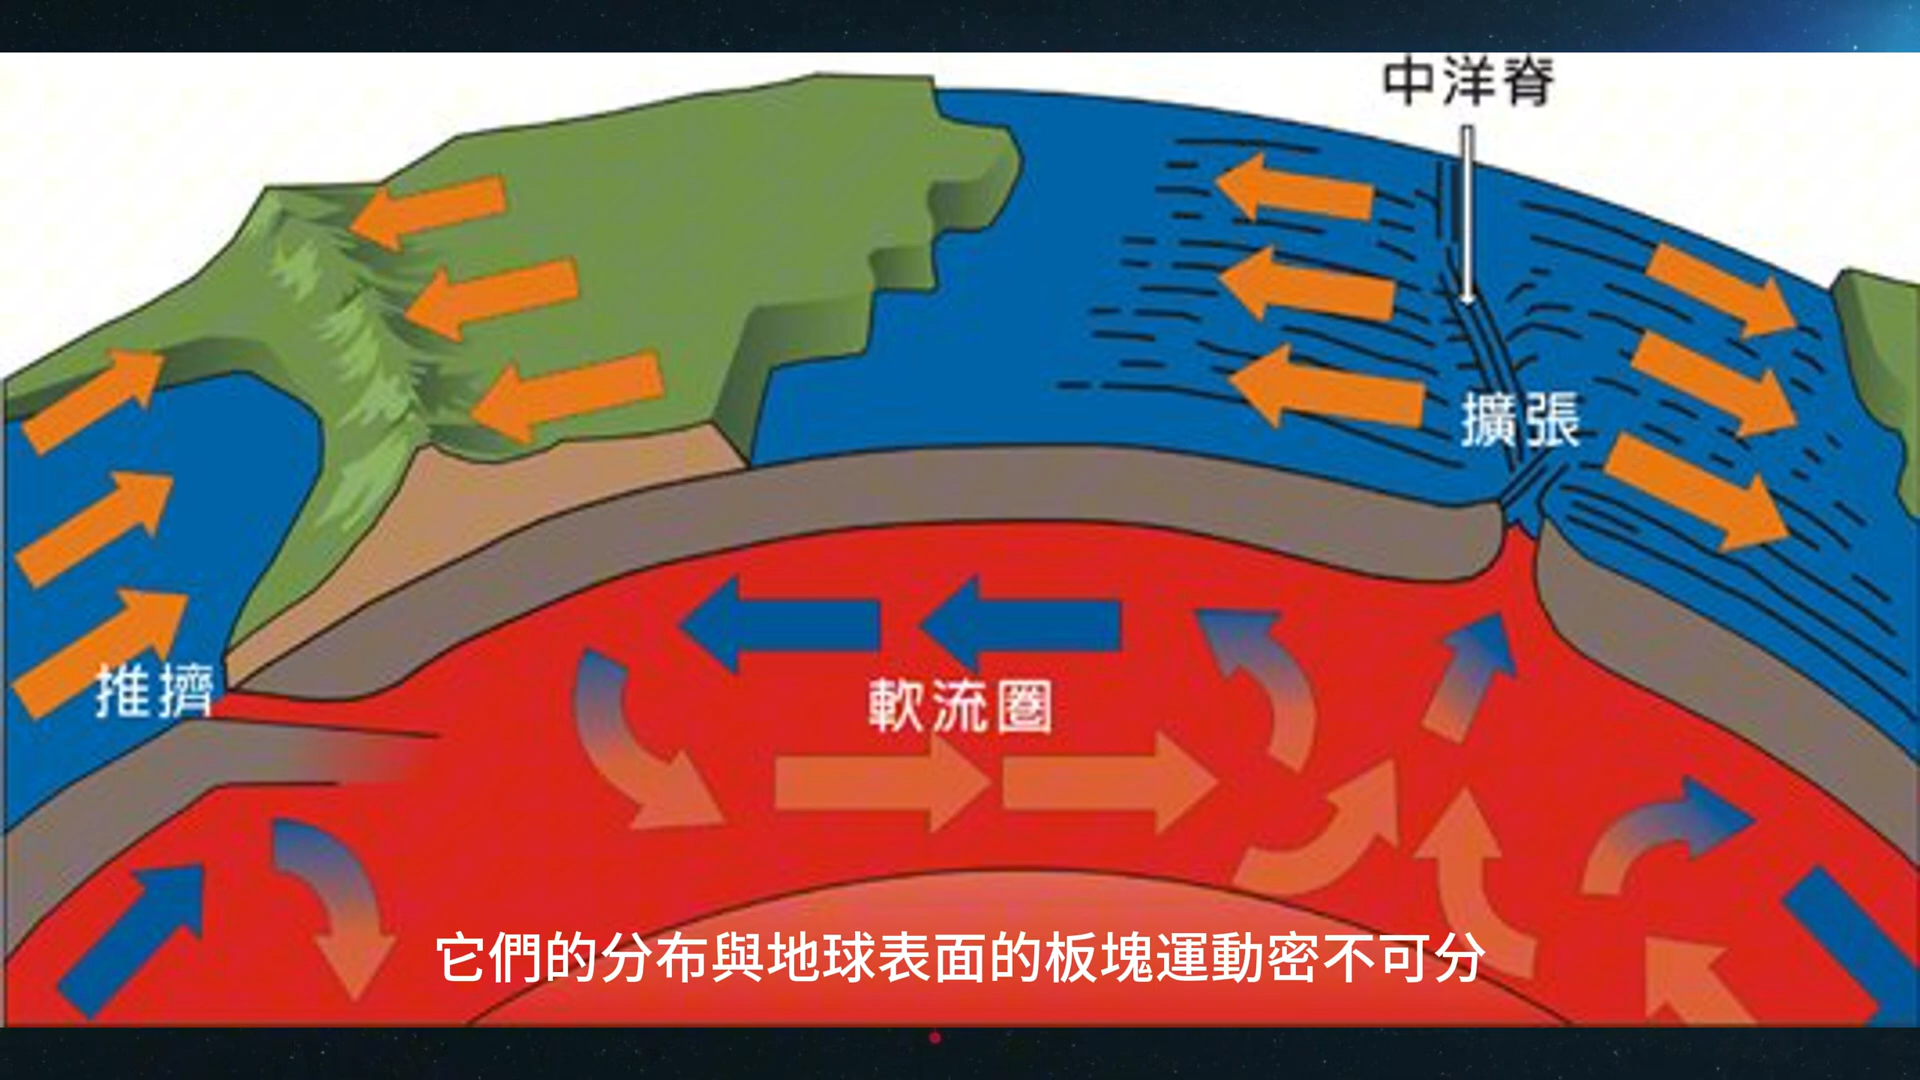 中洋脊
擴張
推擠
軟流圈
它們的分布與地球表面的板塊運動密不可分